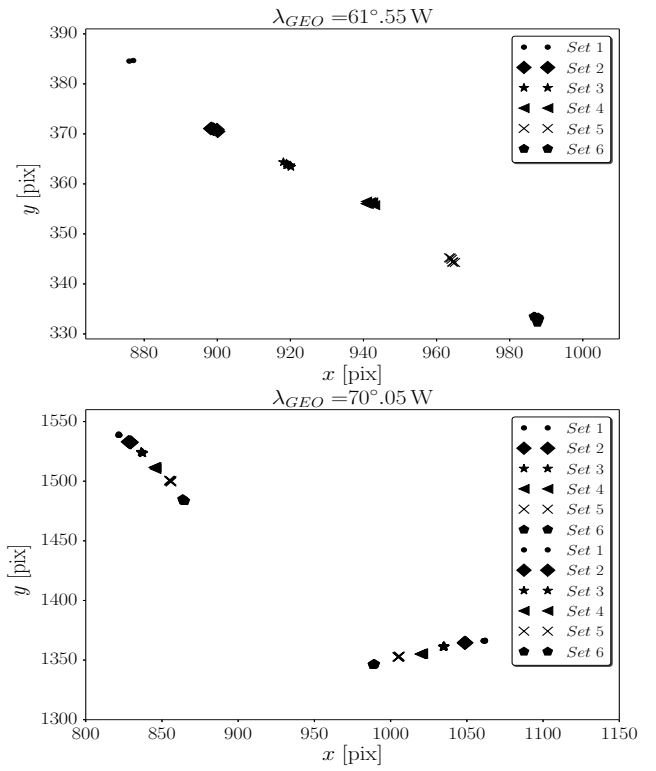 λGEO =61°.55 W
390
380
370
360
350
340
330
y [pix]
880 900 920 940 960 980 1000
x [pix]
Set 1
Set 2
Set 3
Set 4
Set 5
Set 6
λGEO =70°.05 W
1550
1500
1450
1400
1350
1300
y [pix]
800 850 900 950 1000 1050 1100 1150
x [pix]
Set 1
Set 2
Set 3
Set 4
Set 5
Set 6
Set 1
Set 2
Set 3
Set 4
Set 5
Set 6